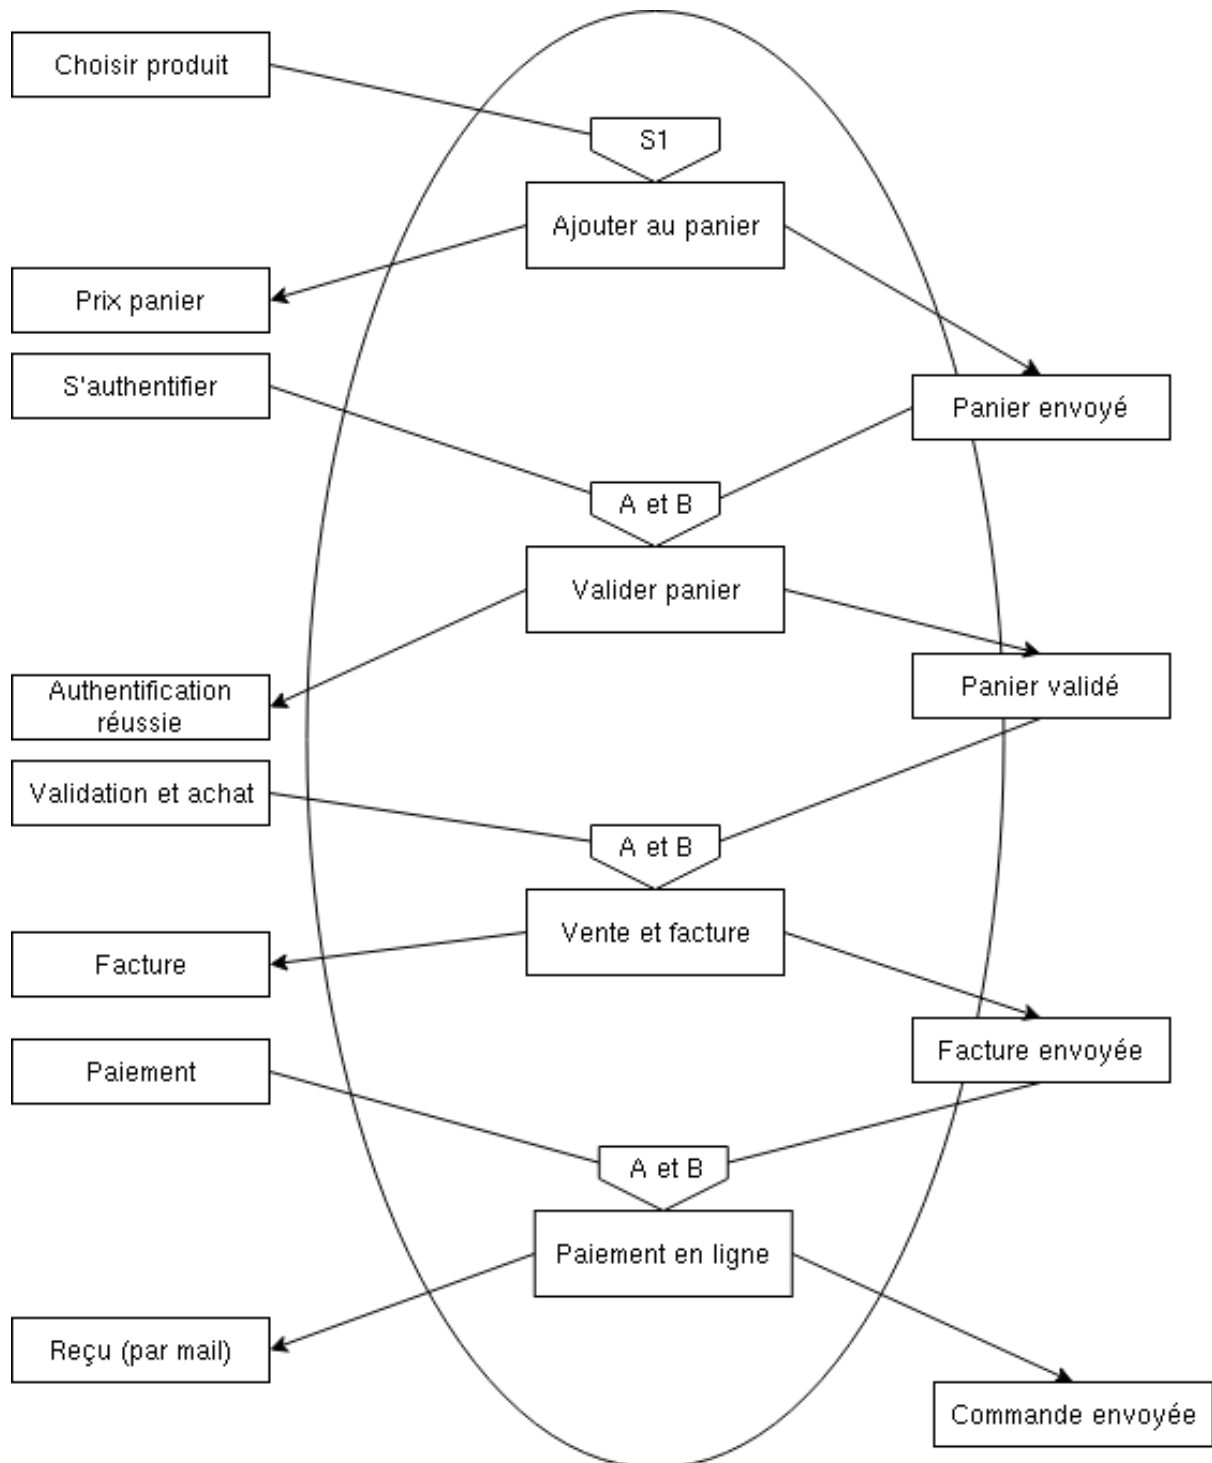 Choisir produit
S1
Ajouter au panier
Prix panier
S'authentifier
Panier envoyé
A et B
Valider panier
Authentification
réussie
Panier validé
Validation et achat
A et B
Vente et facture
Facture
Facture envoyée
Paiement
A et B
Paiement en ligne
Reçu (par mail)
Commande envoyée